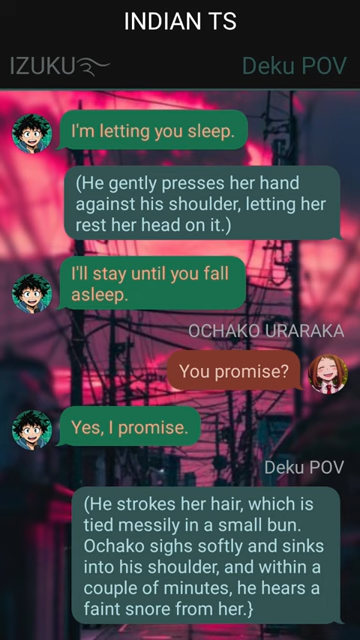 INDIAN TS
IZUKU࿐
Deku POV
I'm letting you sleep.
(He gently presses her hand
against his shoulder, letting her
rest her head on it.)
I'll stay until you fall
asleep.
OCHAKO URARAKA
You promise?
Yes, I promise.
Deku POV
(He strokes her hair, which is
tied messily in a small bun.
Ochako sighs softly and sinks
into his shoulder, and within a
couple of minutes, he hears a
faint snore from her.}